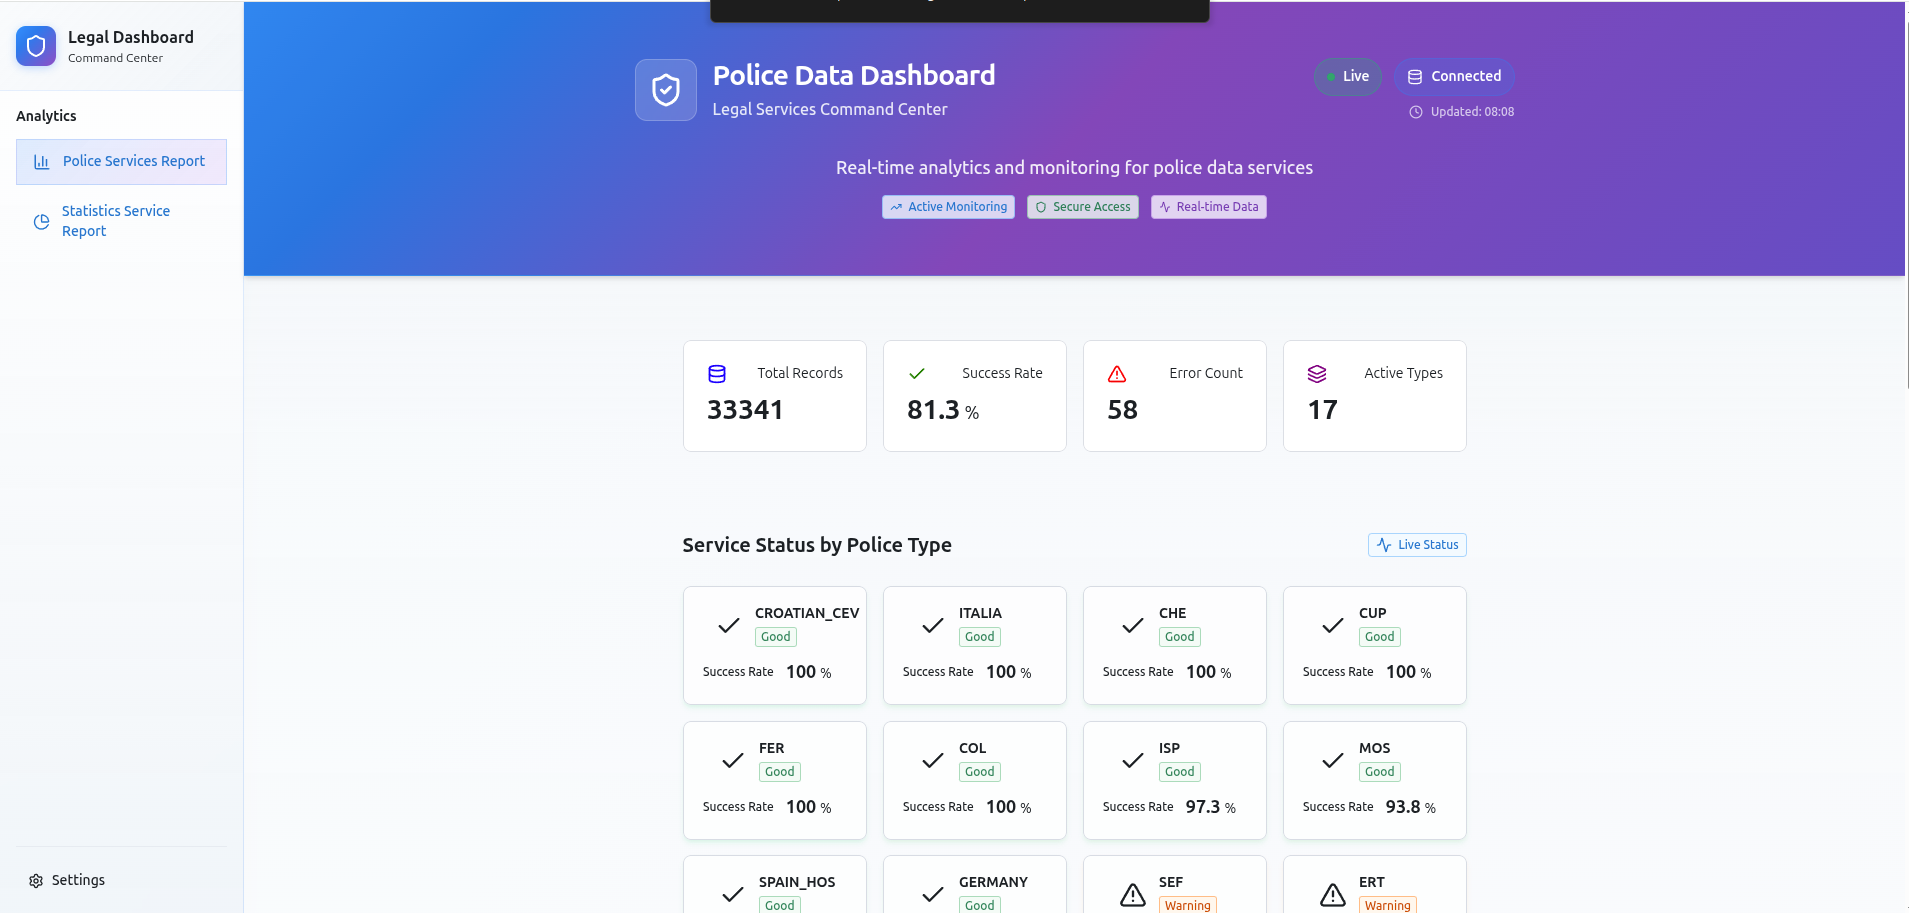 Legal Dashboard
Command Center
Analytics
Police Services Report
Statistics Service
Report
Settings
Police Data Dashboard
Legal Services Command Center
Live
Connected
Updated: 08:08
Real-time analytics and monitoring for police data services
Active Monitoring
Secure Access
Real-time Data
Total Records
33341
Success Rate
81.3 %
Error Count
58
Active Types
17
Service Status by Police Type
Live Status
CROATIAN_CEV
Good
Success Rate 100 %
ITALIA
Good
Success Rate 100 %
CHE
Good
Success Rate 100 %
CUP
Good
Success Rate 100 %
FER
Good
Success Rate 100 %
COL
Good
Success Rate 100 %
ISP
Good
Success Rate 97.3 %
MOS
Good
Success Rate 93.8 %
SPAIN_HOS
Good
GERMANY
Good
SEF
Warning
ERT
Warning